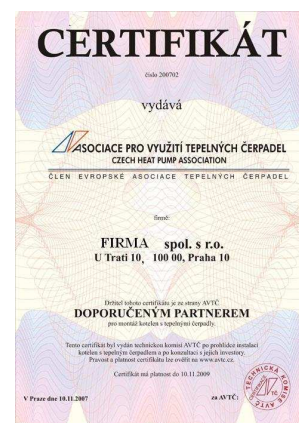 CERTIFIKÁT
číslo 200702
vydává
ASOCIACE PRO VYUŽITÍ TEPELNÝCH ČERPADEL
CZECH HEAT PUMP ASSOCIATION
ČLEN EVROPSKÉ ASOCIACE TEPELNÝCH ČERPADEL
firmě:
FIRMA spol. s r.o.
U Trati 10, 100 00, Praha 10
Držitel tohoto certifikátu je ze strany AVTČ
DOPORUČENÝM PARTNEREM
pro montáž kotelen s tepelnými čerpadly
Tento certifikát byl vydán technickou komisí AVTČ po prohlídce instalací
kotelen s tepelným čerpadlem a po konzultaci s jejich investory.
Pravost a platnost certifikátu lze ověřit na www.avtc.cz.
Certifikát má platnost do 10.11.2009
V Praze dne 10.11.2007
za AVTČ:
TECHNICKÁ KOMISE AVTČ